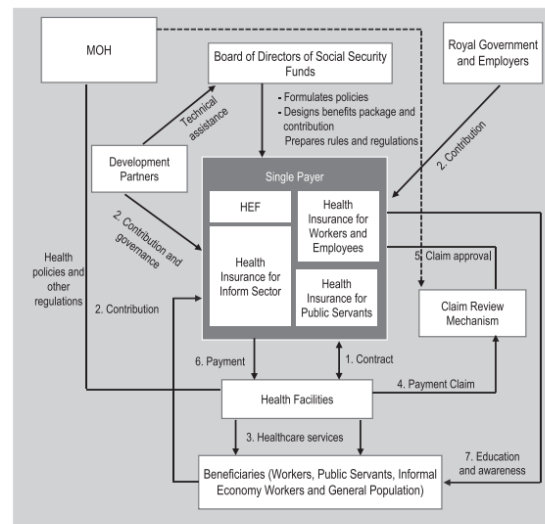 MOH
Board of Directors of Social Security
Funds
Royal Government
and Employers
Technical
assistance
- Formulates policies
- Designs benefits package and
contribution
Prepares rules and regulations
2. Contribution
Development
Partners
Single Payer
HEF
Health
Insurance for
Workers and
Employees
2. Contribution and
governance
Health
Insurance for
Inform Sector
Health
Insurance for
Public Servants
Health
policies and
other
regulations
5. Claim approval
2. Contribution
Claim Review
Mechanism
6. Payment
1. Contract
4. Payment Claim
Health Facilities
3. Healthcare services
7. Education
and awareness
Beneficiaries (Workers, Public Servants, Informal
Economy Workers and General Population)